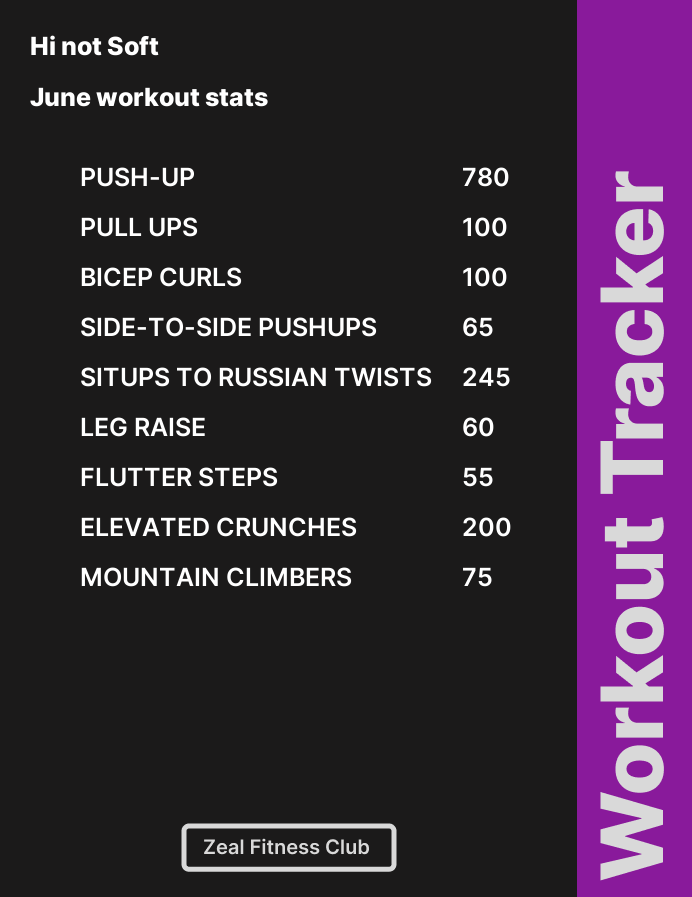 Hi not Soft
June workout stats
PUSH-UP 780
PULL UPS 100
BICEP CURLS 100
SIDE-TO-SIDE PUSHUPS 65
SITUPS TO RUSSIAN TWISTS 245
LEG RAISE 60
FLUTTER STEPS 55
ELEVATED CRUNCHES 200
MOUNTAIN CLIMBERS 75
Zeal Fitness Club
Workout Tracker